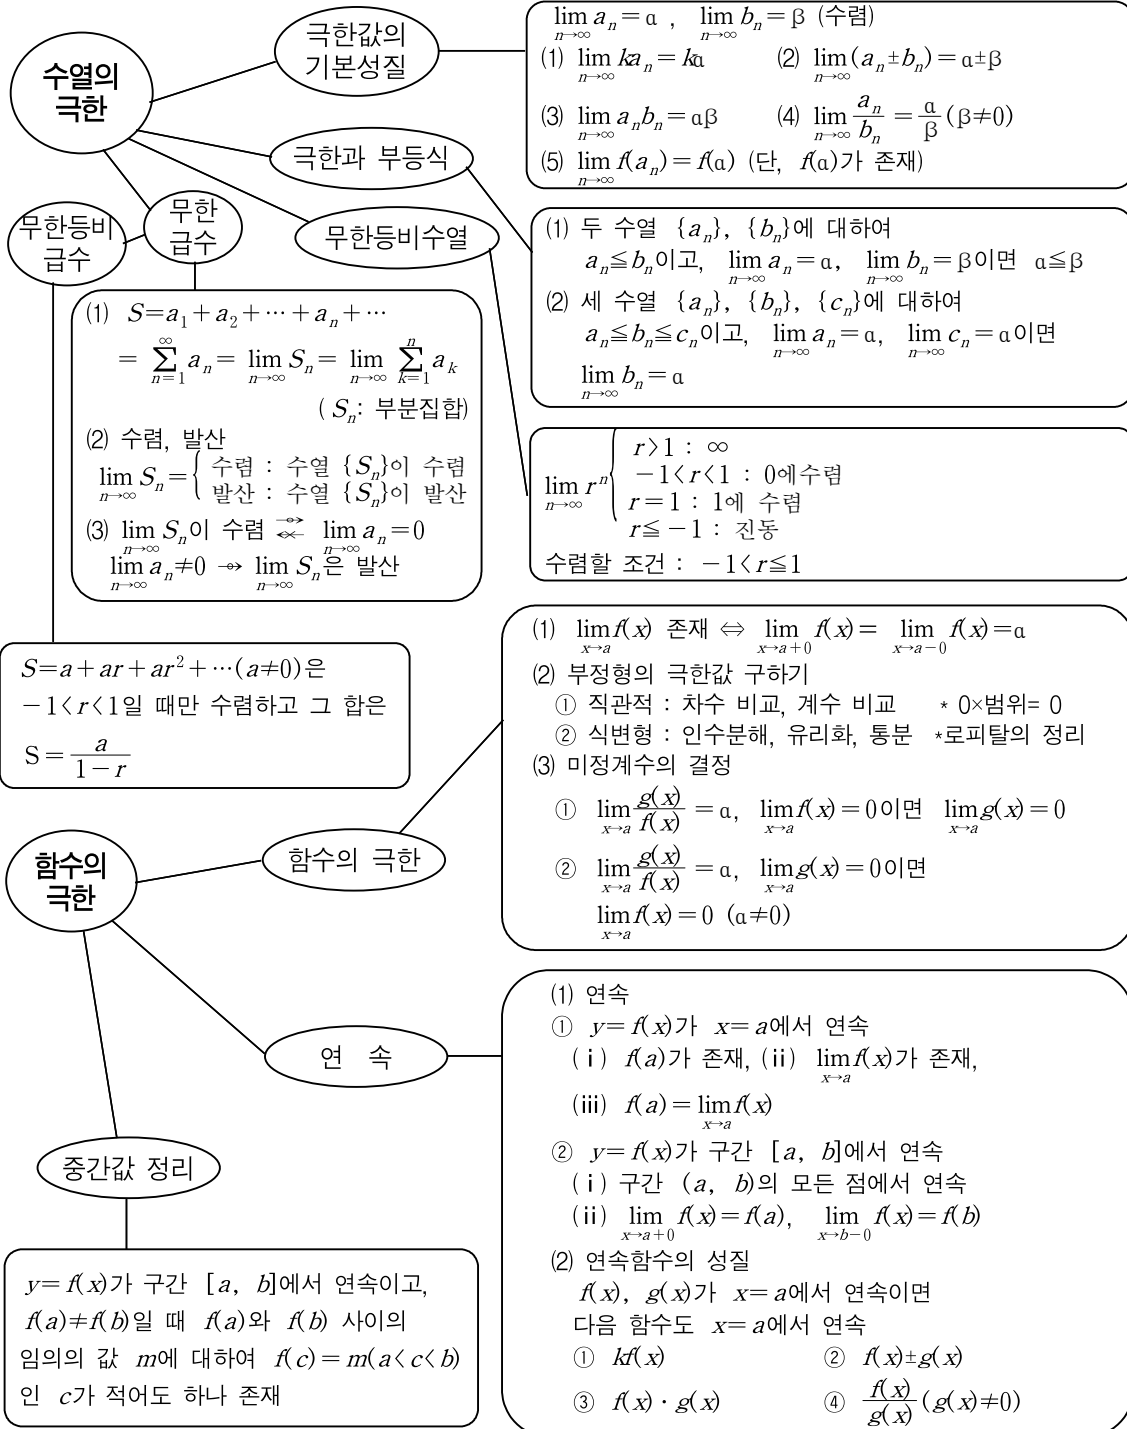 수열의
극한
극한값의
기본성질
lim_{n→∞} a_n = α , lim_{n→∞} b_n = β (수렴)
(1) lim_{n→∞} ka_n = kα (2) lim_{n→∞} (a_n ± b_n) = α±β
(3) lim_{n→∞} a_n b_n = αβ (4) lim_{n→∞} a_n/b_n = α/β (β≠0)
(5) lim_{n→∞} f(a_n) = f(α) (단, f(α)가 존재)
극한과 부등식
(1) 두 수열 {a_n}, {b_n}에 대하여
a_n≦b_n이고, lim_{n→∞} a_n = α, lim_{n→∞} b_n = β이면 α≦β
(2) 세 수열 {a_n}, {b_n}, {c_n}에 대하여
a_n≦b_n≦c_n이고, lim_{n→∞} a_n = α, lim_{n→∞} c_n = α이면
lim_{n→∞} b_n = α
무한등비수열
lim_{n→∞} r^n {
r>1 : ∞
-1<r<1 : 0에수렴
r=1 : 1에 수렴
r≦-1 : 진동
수렴할 조건 : -1<r≦1
무한
급수
(1) S=a_1+a_2+⋯+a_n+⋯
= ∑_{n=1}^{∞} a_n = lim_{n→∞} S_n = lim_{n→∞} ∑_{k=1}^{n} a_k
( S_n: 부분집합)
(2) 수렴, 발산
lim_{n→∞} S_n = {
수렴 : 수열 {S_n}이 수렴
발산 : 수열 {S_n}이 발산
(3) lim_{n→∞} S_n이 수렴 ⇄ lim_{n→∞} a_n=0
lim_{n→∞} a_n≠0 → lim_{n→∞} S_n은 발산
무한등비
급수
S=a+ar+ar²+⋯(a≠0)은
-1<r<1일 때만 수렴하고 그 합은
S = a/(1-r)
함수의
극한
함수의 극한
(1) lim_{x→a} f(x) 존재 ⇔ lim_{x→a+0} f(x) = lim_{x→a-0} f(x) = α
(2) 부정형의 극한값 구하기
① 직관적 : 차수 비교, 계수 비교 * 0×범위= 0
② 식변형 : 인수분해, 유리화, 통분 *로피탈의 정리
(3) 미정계수의 결정
① lim_{x→a} g(x)/f(x) = α, lim_{x→a} f(x) = 0이면 lim_{x→a} g(x) = 0
② lim_{x→a} g(x)/f(x) = α, lim_{x→a} g(x) = 0이면
lim_{x→a} f(x) = 0 (α≠0)
연 속
(1) 연속
① y=f(x)가 x=a에서 연속
(ⅰ) f(a)가 존재, (ⅱ) lim_{x→a} f(x)가 존재,
(ⅲ) f(a) = lim_{x→a} f(x)
② y=f(x)가 구간 [a, b]에서 연속
(ⅰ) 구간 (a, b)의 모든 점에서 연속
(ⅱ) lim_{x→a+0} f(x)=f(a), lim_{x→b-0} f(x)=f(b)
(2) 연속함수의 성질
f(x), g(x)가 x=a에서 연속이면
다음 함수도 x=a에서 연속
① kf(x) ② f(x)±g(x)
③ f(x)·g(x) ④ f(x)/g(x) (g(x)≠0)
중간값 정리
y=f(x)가 구간 [a, b]에서 연속이고,
f(a)≠f(b)일 때 f(a)와 f(b) 사이의
임의의 값 m에 대하여 f(c)=m(a<c<b)
인 c가 적어도 하나 존재